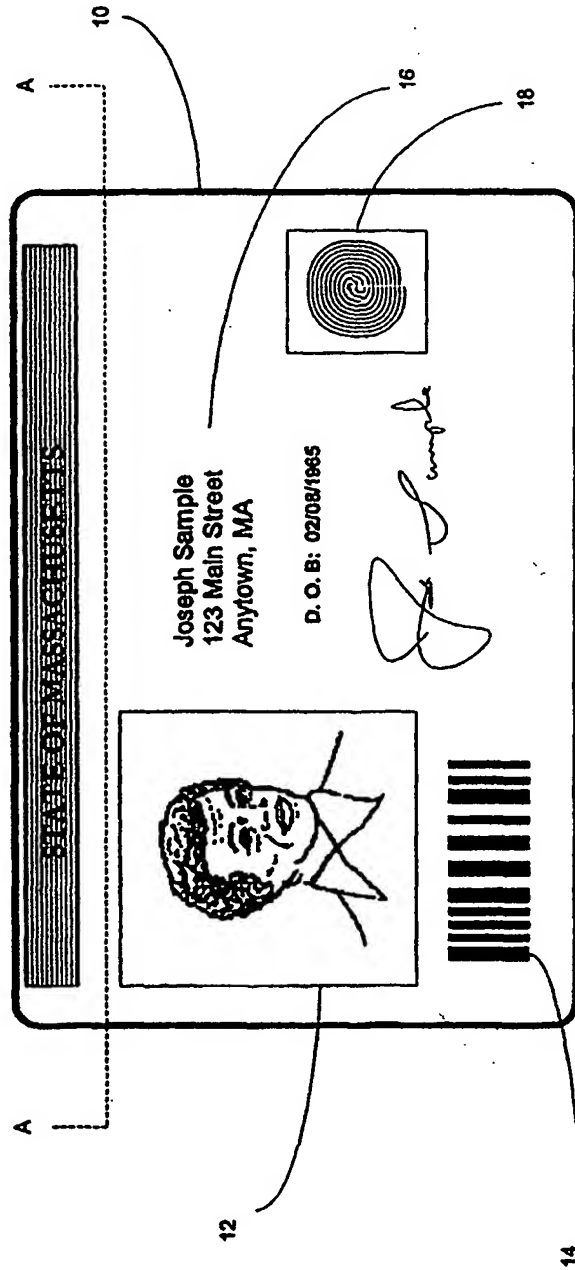 A
A
10
STATE OF MASSACHUSETTS
Joseph Sample
123 Main Street
Anytown, MA
D. O. B: 02/08/1965
16
18
12
14